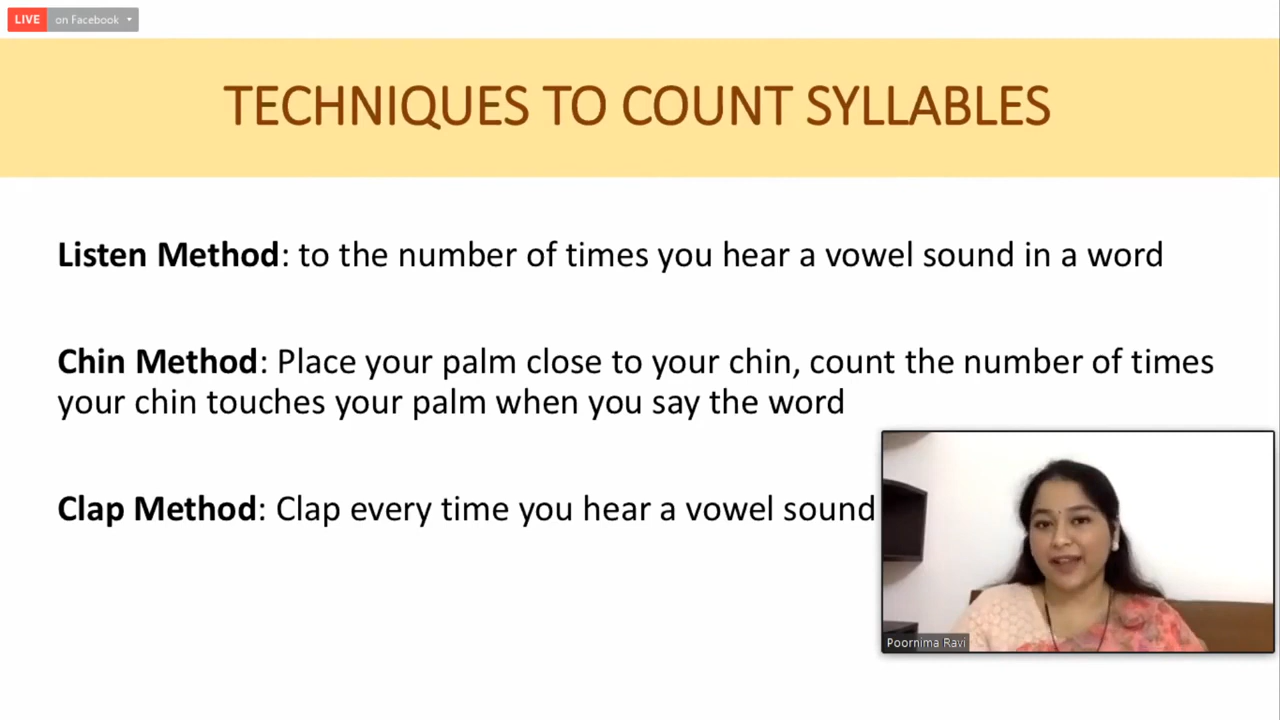 LIVE on Facebook
TECHNIQUES TO COUNT SYLLABLES
Listen Method: to the number of times you hear a vowel sound in a word
Chin Method: Place your palm close to your chin, count the number of times
your chin touches your palm when you say the word
Clap Method: Clap every time you hear a vowel sound
Poornima Ravi